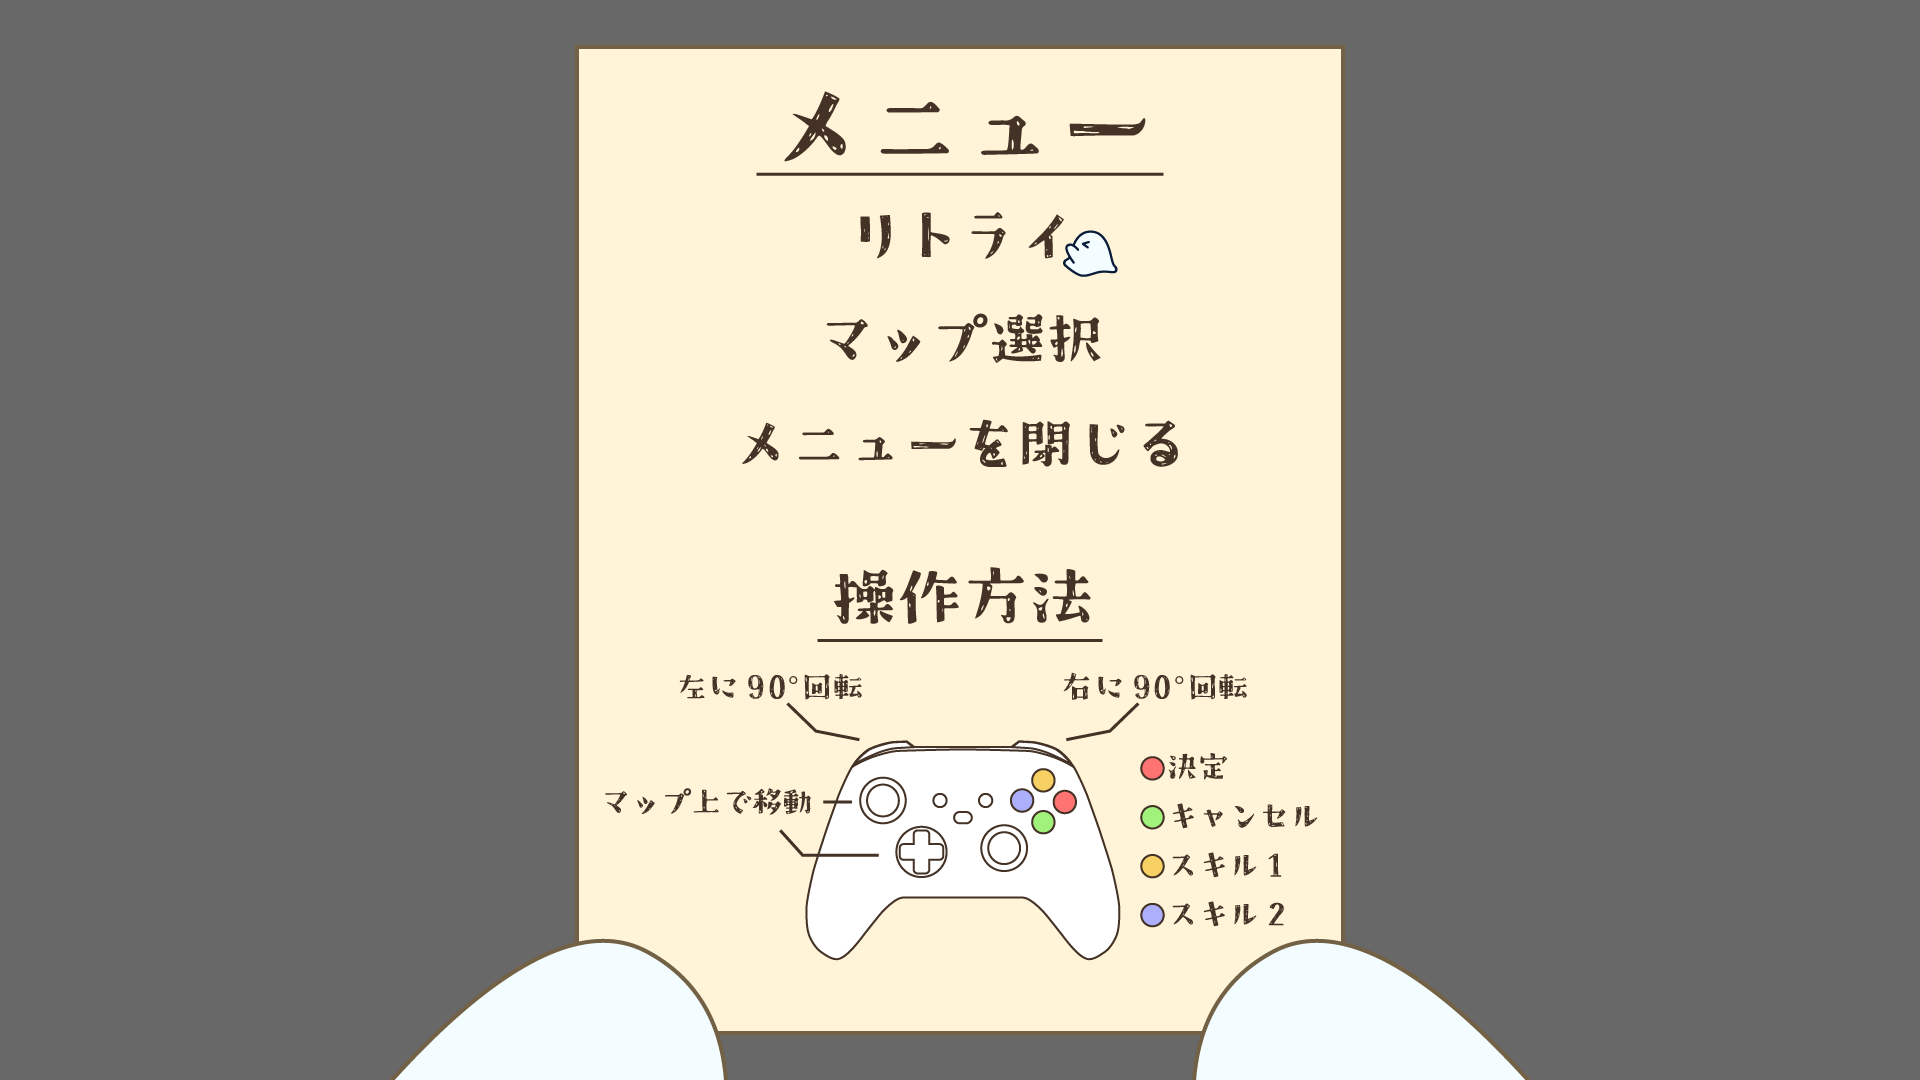 メニュー
リトライ
マップ選択
メニューを閉じる
操作方法
左に90°回転
右に90°回転
マップ上で移動
決定
キャンセル
スキル1
スキル2